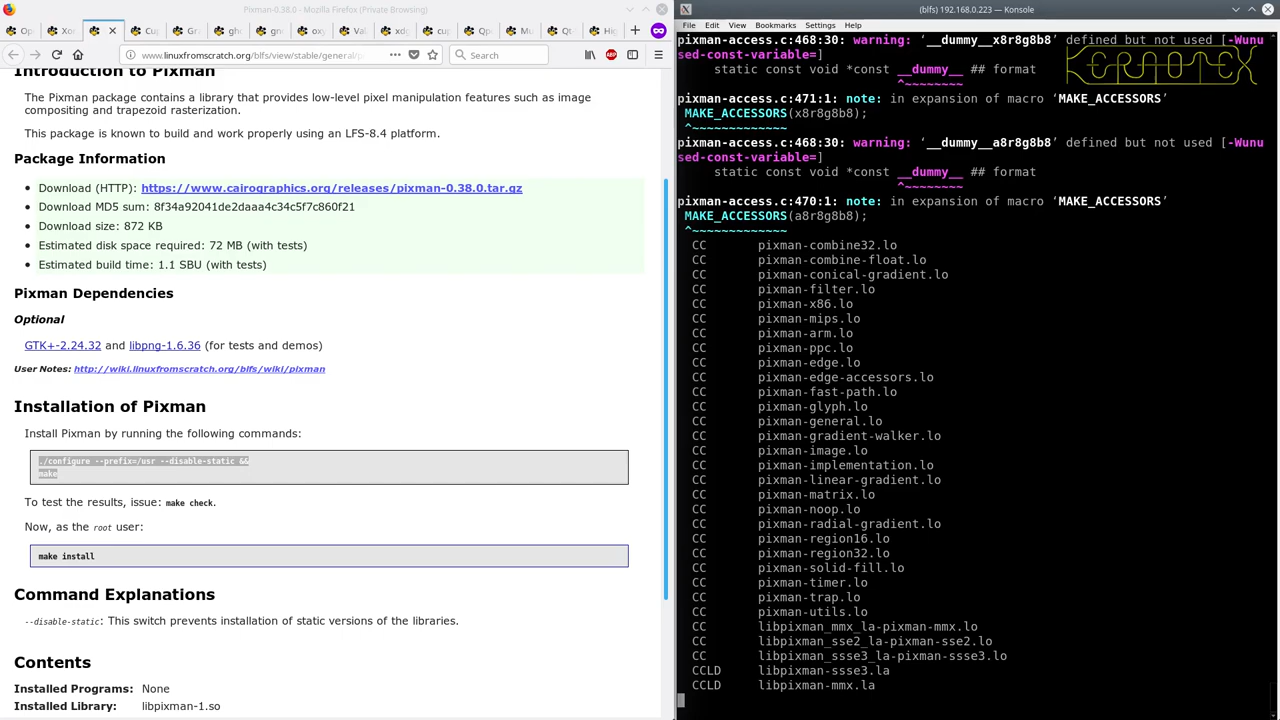 Pixman-0.38.0 - Mozilla Firefox (Private Browsing)
Op
Xor
Cu
Gr
gh
gr
ox
Va
xd
cu
Qp
Mu
Qt
Hi
www.linuxfromscratch.org/blfs/view/stable/general/
Search
Introduction to Pixman
The Pixman package contains a library that provides low-level pixel manipulation features such as image
compositing and trapezoid rasterization.
This package is known to build and work properly using an LFS-8.4 platform.
Package Information
Download (HTTP): https://www.cairographics.org/releases/pixman-0.38.0.tar.gz
Download MD5 sum: 8f34a92041de2daaa4c34c5f7c860f21
Download size: 872 KB
Estimated disk space required: 72 MB (with tests)
Estimated build time: 1.1 SBU (with tests)
Pixman Dependencies
Optional
GTK+-2.24.32 and libpng-1.6.36 (for tests and demos)
User Notes: http://wiki.linuxfromscratch.org/blfs/wiki/pixman
Installation of Pixman
Install Pixman by running the following commands:
./configure --prefix=/usr --disable-static &&
make
To test the results, issue: make check.
Now, as the root user:
make install
Command Explanations
--disable-static: This switch prevents installation of static versions of the libraries.
Contents
Installed Programs: None
Installed Library: libpixman-1.so
(blfs) 192.168.0.223 — Konsole
File Edit View Bookmarks Settings Help
pixman-access.c:468:30: warning: ‘__dummy__x8r8g8b8’ defined but not used [-Wunu
sed-const-variable=]
static const void *const __dummy__ ## format
^~~~~~~~~
pixman-access.c:471:1: note: in expansion of macro ‘MAKE_ACCESSORS’
MAKE_ACCESSORS(x8r8g8b8);
^~~~~~~~~~~~~~
pixman-access.c:468:30: warning: ‘__dummy__a8r8g8b8’ defined but not used [-Wunu
sed-const-variable=]
static const void *const __dummy__ ## format
^~~~~~~~~
pixman-access.c:470:1: note: in expansion of macro ‘MAKE_ACCESSORS’
MAKE_ACCESSORS(a8r8g8b8);
^~~~~~~~~~~~~~
CC pixman-combine32.lo
CC pixman-combine-float.lo
CC pixman-conical-gradient.lo
CC pixman-filter.lo
CC pixman-x86.lo
CC pixman-mips.lo
CC pixman-arm.lo
CC pixman-ppc.lo
CC pixman-edge.lo
CC pixman-edge-accessors.lo
CC pixman-fast-path.lo
CC pixman-glyph.lo
CC pixman-general.lo
CC pixman-gradient-walker.lo
CC pixman-image.lo
CC pixman-implementation.lo
CC pixman-linear-gradient.lo
CC pixman-matrix.lo
CC pixman-noop.lo
CC pixman-radial-gradient.lo
CC pixman-region16.lo
CC pixman-region32.lo
CC pixman-solid-fill.lo
CC pixman-timer.lo
CC pixman-trap.lo
CC pixman-utils.lo
CC libpixman_mmx_la-pixman-mmx.lo
CC libpixman_sse2_la-pixman-sse2.lo
CC libpixman_ssse3_la-pixman-ssse3.lo
CCLD libpixman-ssse3.la
CCLD libpixman-mmx.la